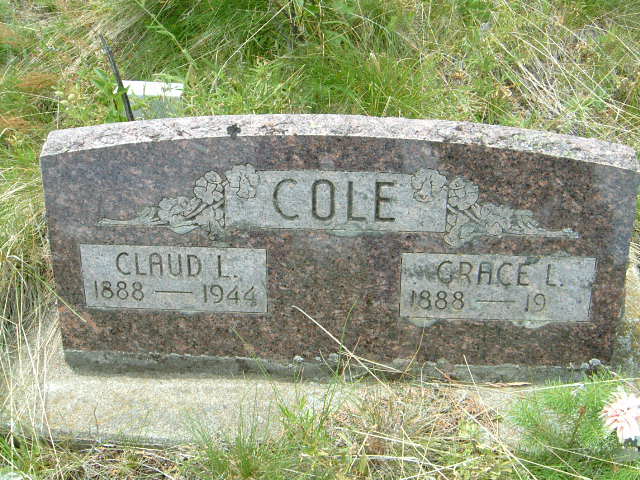 COLE
CLAUD L.
1888 — 1944
GRACE L.
1888 — 19